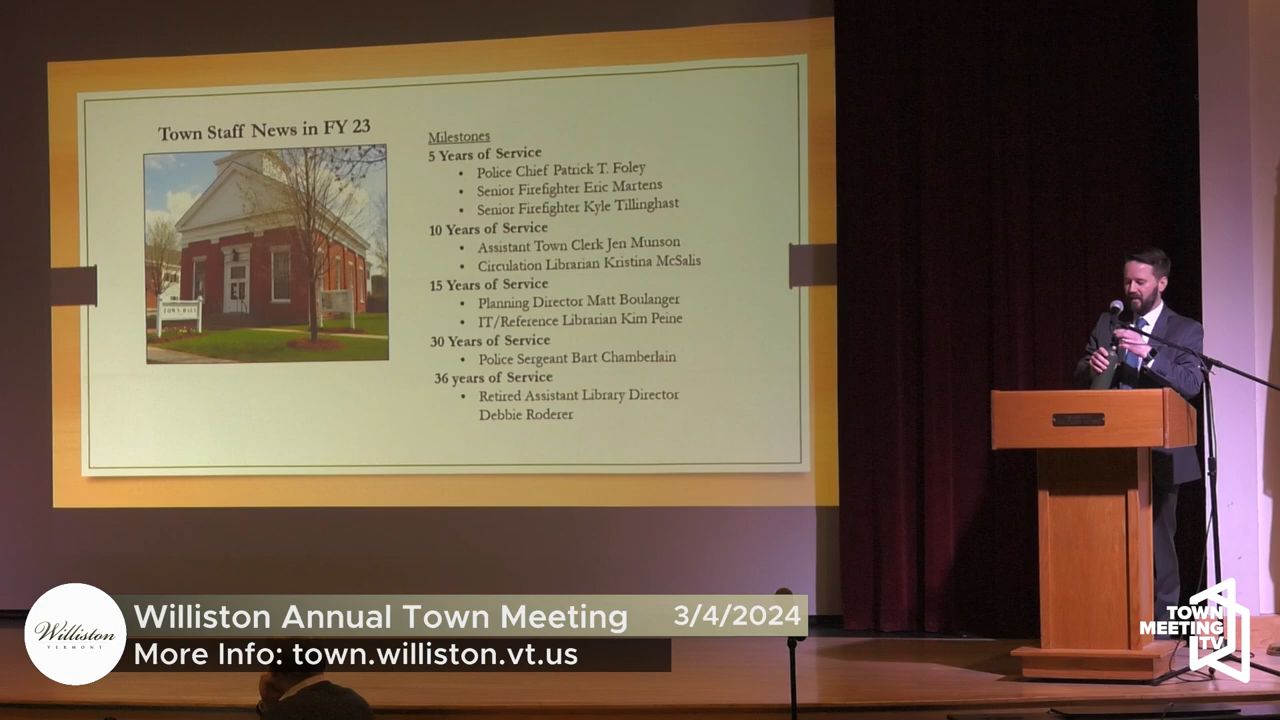 Town Staff News in FY 23
TOWN HALL
Milestones
5 Years of Service
• Police Chief Patrick T. Foley
• Senior Firefighter Eric Martens
• Senior Firefighter Kyle Tillinghast
10 Years of Service
• Assistant Town Clerk Jen Munson
• Circulation Librarian Kristina McSalis
15 Years of Service
• Planning Director Matt Boulanger
• IT/Reference Librarian Kim Peine
30 Years of Service
• Police Sergeant Bart Chamberlain
36 years of Service
• Retired Assistant Library Director
Debbie Roderer
Williston
VERMONT
Williston Annual Town Meeting 3/4/2024
More Info: town.williston.vt.us
TOWN
MEETING
TV